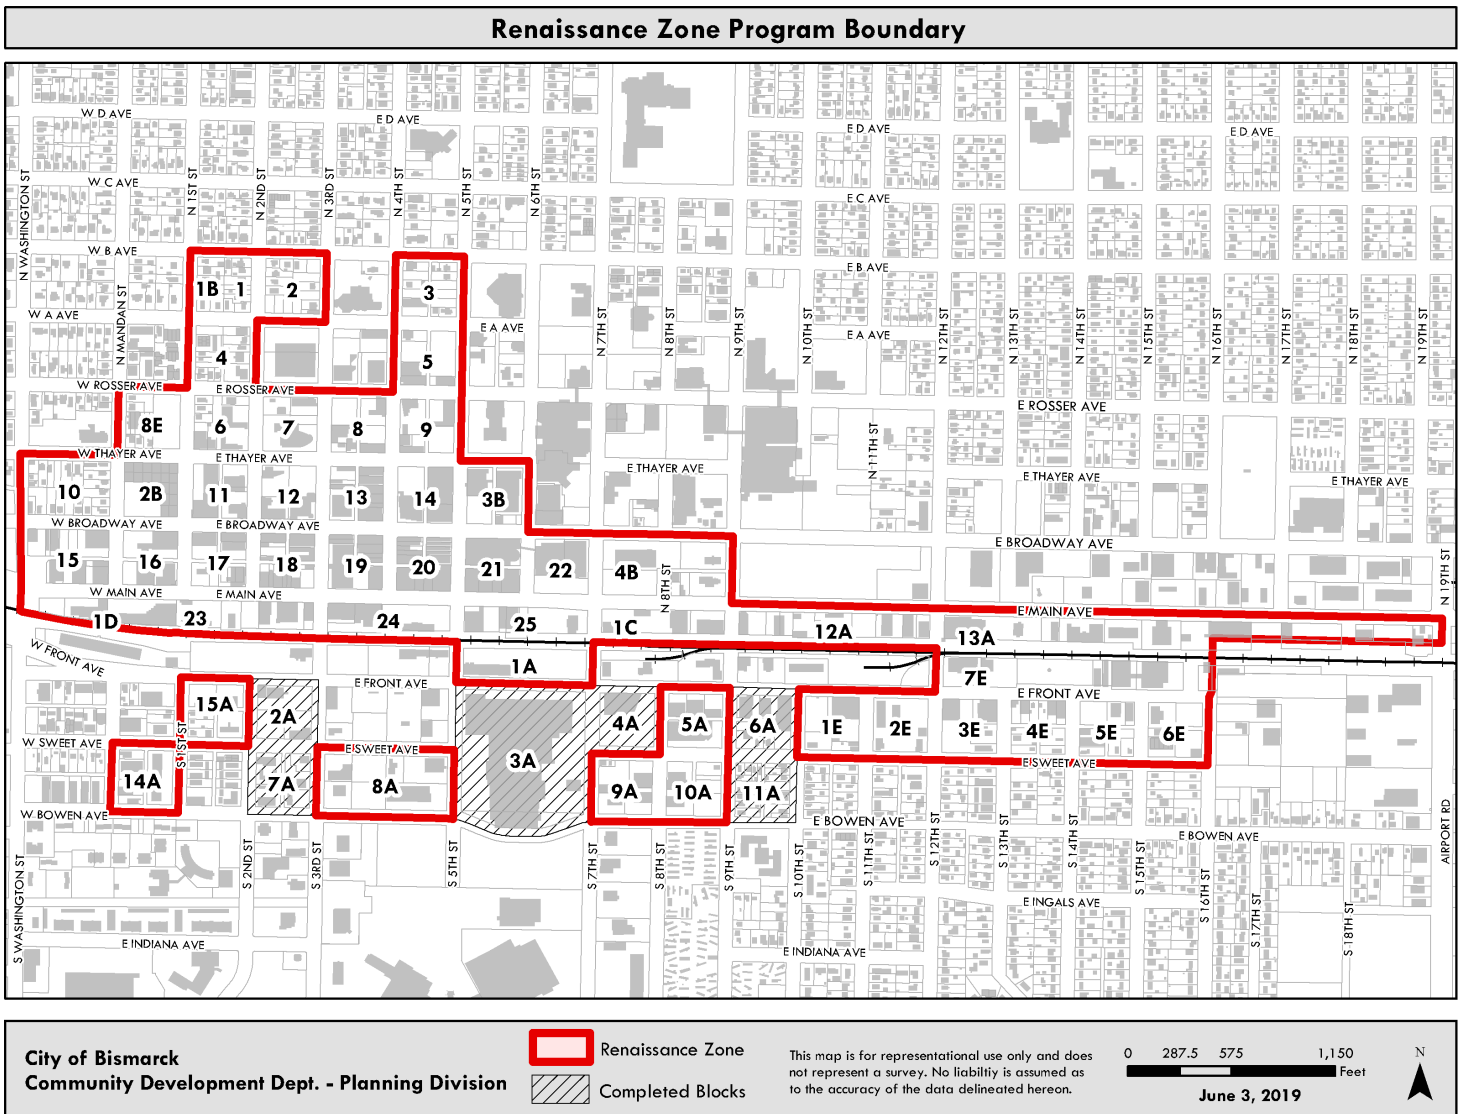 Renaissance Zone Program Boundary
W D AVE
E D AVE
E D AVE
E D AVE
W C AVE
E C AVE
N WASHINGTON ST
N 1ST ST
N 2ND ST
N 3RD ST
N 4TH ST
N 5TH ST
N 6TH ST
W B AVE
E B AVE
1B
1
2
3
W A AVE
N MANDAN ST
E A AVE
E A AVE
N 7TH ST
N 8TH ST
N 9TH ST
N 10TH ST
N 12TH ST
N 13TH ST
N 14TH ST
N 15TH ST
N 16TH ST
N 17TH ST
N 18TH ST
N 19TH ST
4
5
W ROSSER AVE
E ROSSER AVE
E ROSSER AVE
8E
6
7
8
9
N 11TH ST
W THAYER AVE
E THAYER AVE
E THAYER AVE
E THAYER AVE
E THAYER AVE
10
2B
11
12
13
14
3B
W BROADWAY AVE
E BROADWAY AVE
E BROADWAY AVE
15
16
17
18
19
20
21
22
4B
N 8TH ST
N 19TH ST
W MAIN AVE
E MAIN AVE
E MAIN AVE
1D
23
24
25
1C
12A
13A
W FRONT AVE
1A
7E
E FRONT AVE
E FRONT AVE
15A
2A
4A
5A
6A
1E
2E
3E
4E
5E
6E
S 1ST ST
W SWEET AVE
E SWEET AVE
E SWEET AVE
14A
7A
8A
3A
9A
10A
11A
W BOWEN AVE
E BOWEN AVE
E BOWEN AVE
S WASHINGTON ST
S 2ND ST
S 3RD ST
S 5TH ST
S 7TH ST
S 8TH ST
S 9TH ST
S 10TH ST
S 11TH ST
S 12TH ST
S 13TH ST
S 14TH ST
S 15TH ST
S 16TH ST
S 17TH ST
S 18TH ST
AIRPORT RD
E INGALS AVE
E INDIANA AVE
E INDIANA AVE
City of Bismarck
Community Development Dept. - Planning Division
Renaissance Zone
Completed Blocks
This map is for representational use only and does
not represent a survey. No liabiltiy is assumed as
to the accuracy of the data delineated hereon.
0 287.5 575 1,150
Feet
June 3, 2019
N